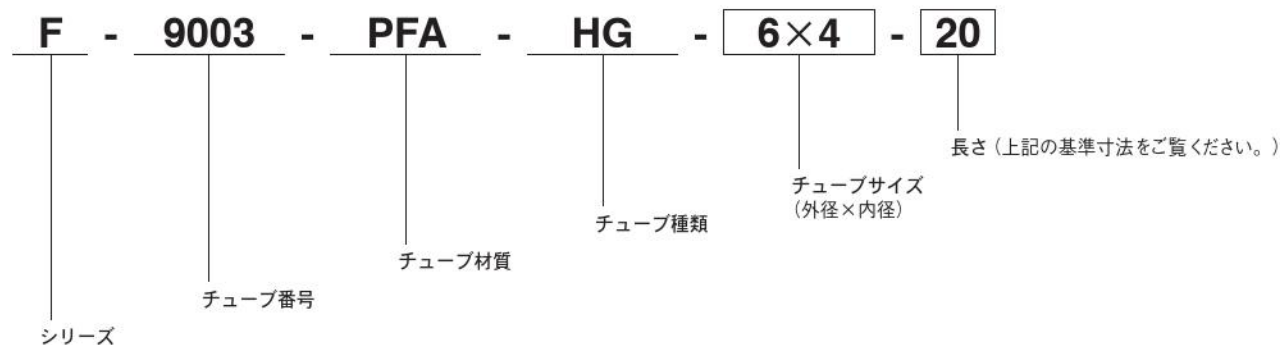 F - 9003 - PFA - HG - 6×4 - 20
長さ（上記の基準寸法をご覧ください。）
チューブサイズ
（外径×内径）
チューブ種類
チューブ材質
チューブ番号
シリーズ